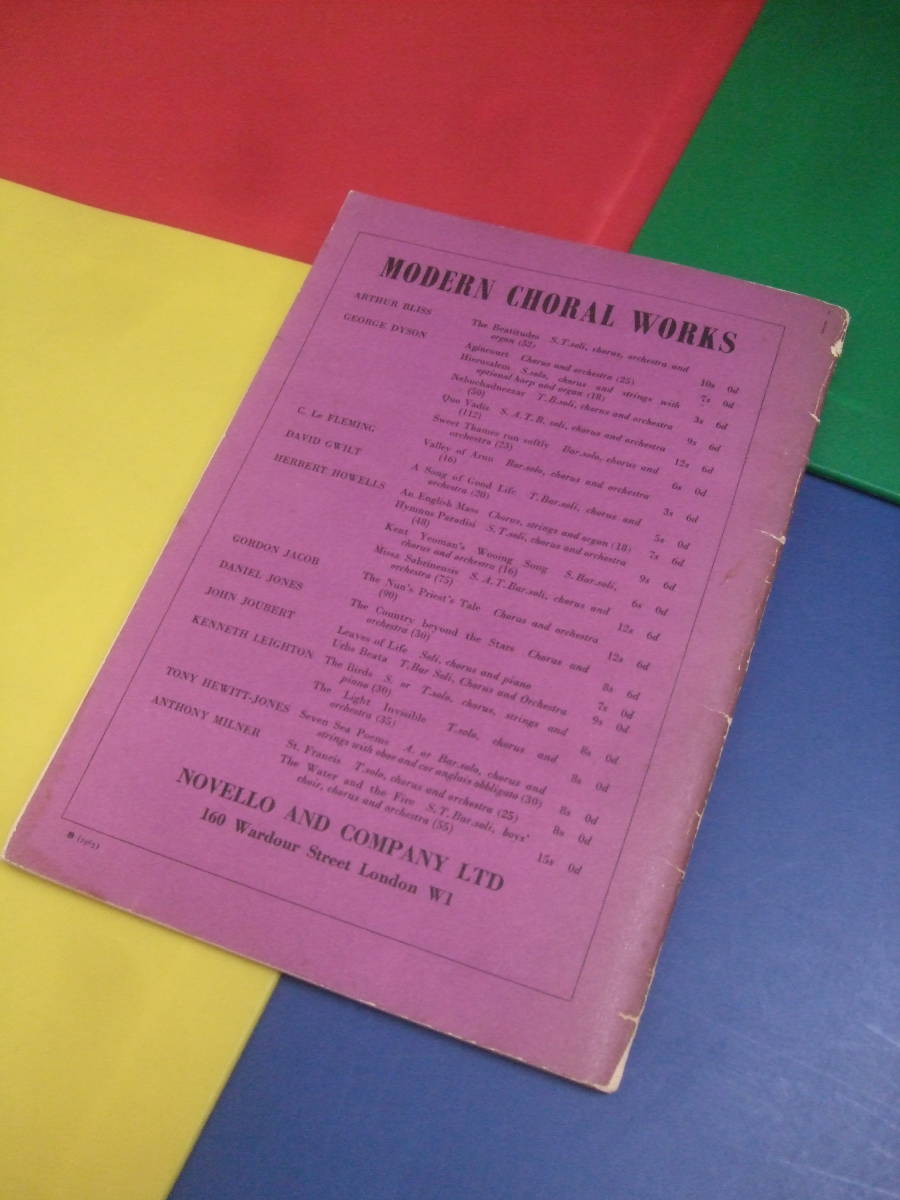 MODERN CHORAL WORKS
ARTHUR BLISS The Beatitudes S.T.soli, chorus, orchestra and
organ (52) 10s 0d
GEORGE DYSON Agincourt Chorus and orchestra (25) 7s 0d
Hierusalem S.solo, chorus and strings with
optional harp and organ (18) 3s 6d
Nebuchadnezzar T.B.soli, chorus and orchestra
(50) 9s 6d
Quo Vadis S.A.T.B. soli, chorus and orchestra
(112) 12s 6d
Sweet Thames run softly Bar.solo, chorus and
orchestra (23) 6s 0d
C. Le FLEMING Valley of Arun Bar.solo, chorus and orchestra
(16) 3s 6d
DAVID GWILT A Song of Good Life T.Bar.soli, chorus and
orchestra (20) 5s 0d
HERBERT HOWELLS An English Mass Chorus, strings and organ (18) 7s 6d
Hymnus Paradisi S.T.soli, chorus and orchestra
(48) 9s 6d
Kent Yeoman's Wooing Song S.Bar.soli,
chorus and orchestra (16) 6s 0d
Missa Sabrinensis S.A.T.Bar.soli, chorus and
orchestra (75) 12s 6d
GORDON JACOB The Nun's Priest's Tale Chorus and orchestra
(90) 12s 6d
DANIEL JONES The Country beyond the Stars Chorus and
orchestra (30) 8s 6d
JOHN JOUBERT Leaves of Life Soli, chorus and piano 7s 0d
Urbs Beata T.Bar Soli, Chorus and Orchestra 9s 0d
KENNETH LEIGHTON The Birds S. or T.solo, chorus, strings and
piano (30) 8s 0d
The Light Invisible T.solo, chorus and
orchestra (35) 8s 0d
TONY HEWITT-JONES Seven Sea Poems A. or Bar.solo, chorus and
strings with oboe and cor anglais obbligato (30) 8s 0d
ANTHONY MILNER St. Francis T.solo, chorus and orchestra (25) 8s 0d
The Water and the Fire S.T.Bar.soli, boys'
choir, chorus and orchestra (55) 15s 0d
NOVELLO AND COMPANY LTD
160 Wardour Street London W1